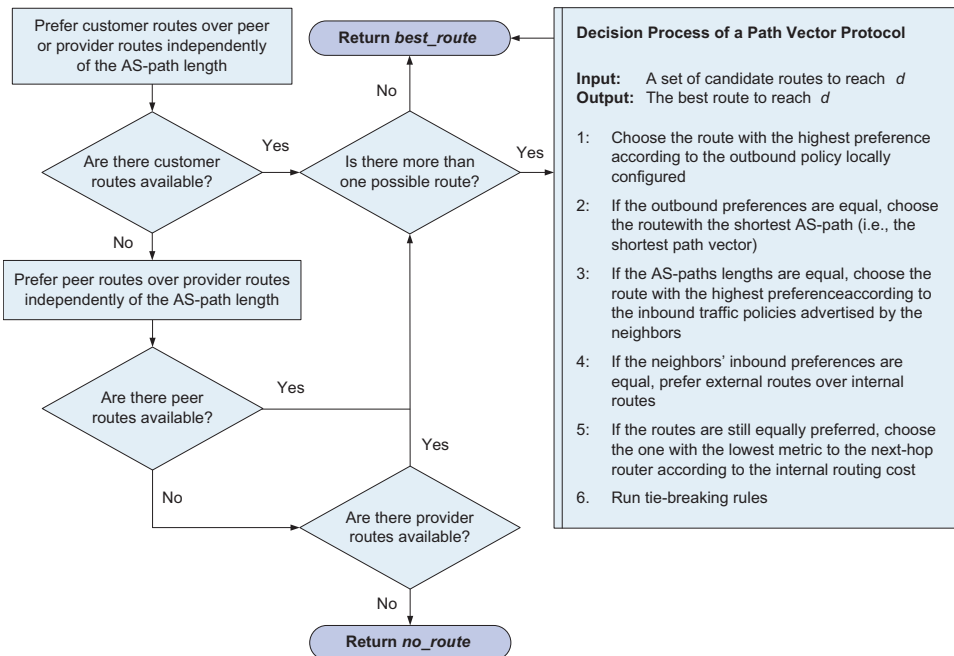 Prefer customer routes over peer
or provider routes independently
of the AS-path length
Are there customer
routes available?
Yes
No
Prefer peer routes over provider routes
independently of the AS-path length
Are there peer
routes available?
Yes
No
Return best_route
No
Is there more than
one possible route?
Yes
Yes
Are there provider
routes available?
No
Return no_route
Decision Process of a Path Vector Protocol
Input: A set of candidate routes to reach d
Output: The best route to reach d
1: Choose the route with the highest preference
according to the outbound policy locally
configured
2: If the outbound preferences are equal, choose
the routewith the shortest AS-path (i.e., the
shortest path vector)
3: If the AS-paths lengths are equal, choose the
route with the highest preferenceaccording to
the inbound traffic policies advertised by the
neighbors
4: If the neighbors' inbound preferences are
equal, prefer external routes over internal
routes
5: If the routes are still equally preferred, choose
the one with the lowest metric to the next-hop
router according to the internal routing cost
6. Run tie-breaking rules